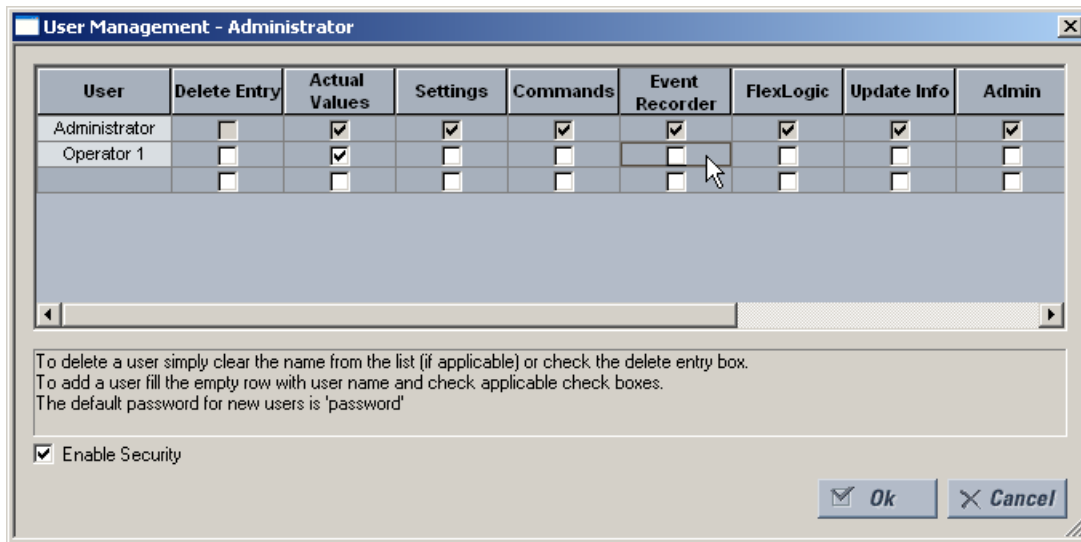 User Management - Administrator
User Delete Entry Actual Values Settings Commands Event Recorder FlexLogic Update Info Admin
Administrator
Operator 1
To delete a user simply clear the name from the list (if applicable) or check the delete entry box.
To add a user fill the empty row with user name and check applicable check boxes.
The default password for new users is 'password'
Enable Security
Ok Cancel